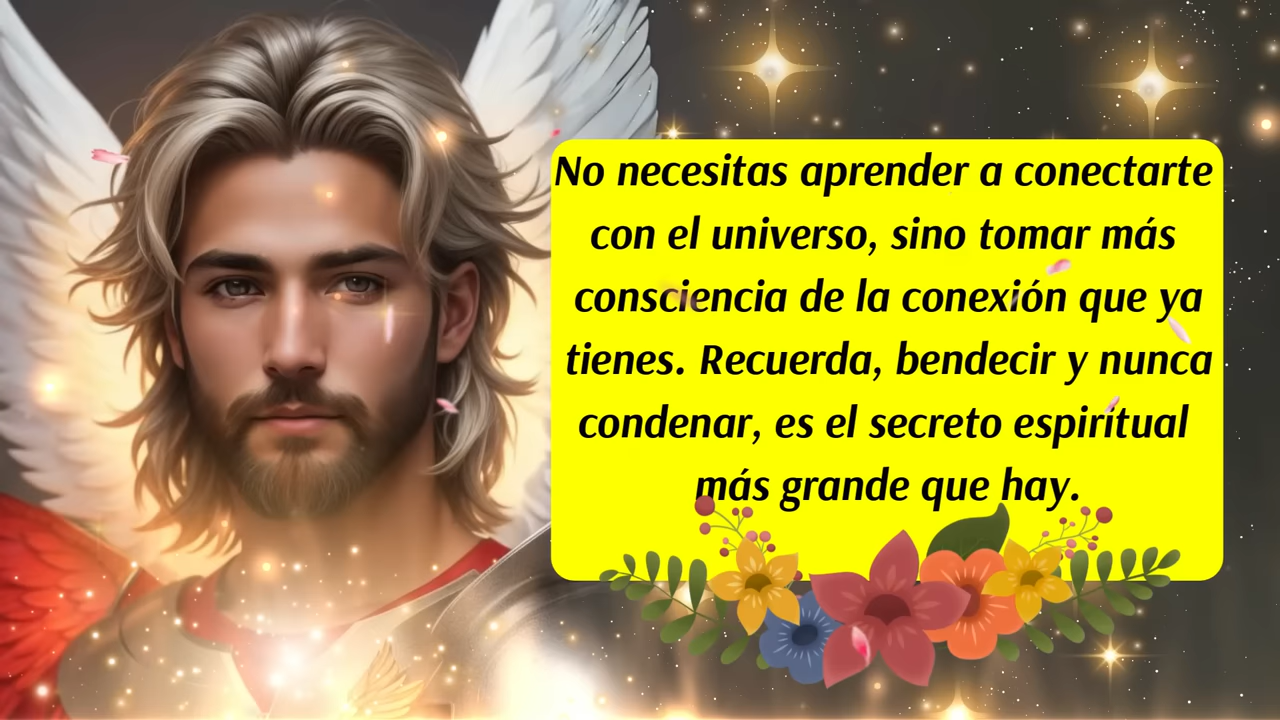 No necesitas aprender a conectarte
con el universo, sino tomar más
consciencia de la conexión que ya
tienes. Recuerda, bendecir y nunca
condenar, es el secreto espiritual
más grande que hay.